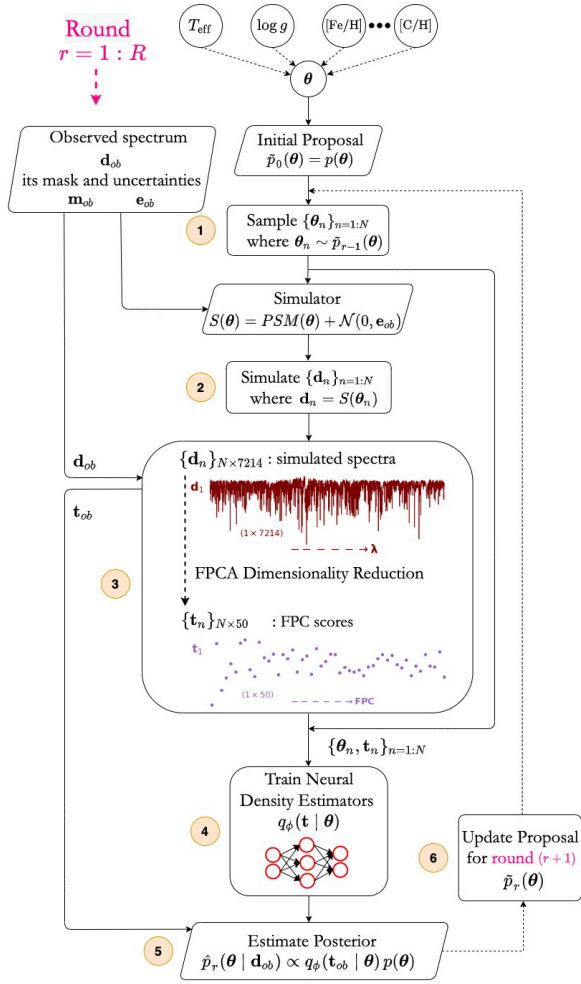 Round
r = 1 : R
T_eff
log g
[Fe/H]
[C/H]
θ
Observed spectrum
d_ob
its mask and uncertainties
m_ob e_ob
Initial Proposal
p̃_0(θ) = p(θ)
1
Sample {θ_n}_{n=1:N}
where θ_n ∼ p̃_{r−1}(θ)
Simulator
S(θ) = PSM(θ) + 𝒩(0, e_ob)
2
Simulate {d_n}_{n=1:N}
where d_n = S(θ_n)
d_ob
t_ob
3
{d_n}_{N×7214} : simulated spectra
d_1
(1 × 7214)
λ
FPCA Dimensionality Reduction
{t_n}_{N×50} : FPC scores
t_1
(1 × 50)
FPC
{θ_n, t_n}_{n=1:N}
4
Train Neural
Density Estimators
q_ϕ(t | θ)
6
Update Proposal
for round (r + 1)
p̃_r(θ)
5
Estimate Posterior
p̂_r(θ | d_ob) ∝ q_ϕ(t_ob | θ) p(θ)